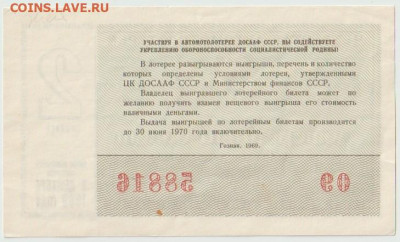 COINS.LAVE.RU
УЧАСТВУЯ В АВТОМОТОЛОТЕРЕЕ ДОСААФ СССР, ВЫ СОДЕЙСТВУЕТЕ
УКРЕПЛЕНИЮ ОБОРОНОСПОСОБНОСТИ СОЦИАЛИСТИЧЕСКОЙ РОДИНЫ!
В лотерее разыгрываются выигрыши, перечень и количество
которых определены условиями лотереи, утвержденными
ЦК ДОСААФ СССР и Министерством финансов СССР.
Владелец выигравшего лотерейного билета может по
желанию получить взамен вещевого выигрыша его стоимость
наличными деньгами.
Выдача выигрышей по лотерейным билетам производится
до 30 июня 1970 года включительно.
Гознак. 1969.
COINS.LAVE.RU